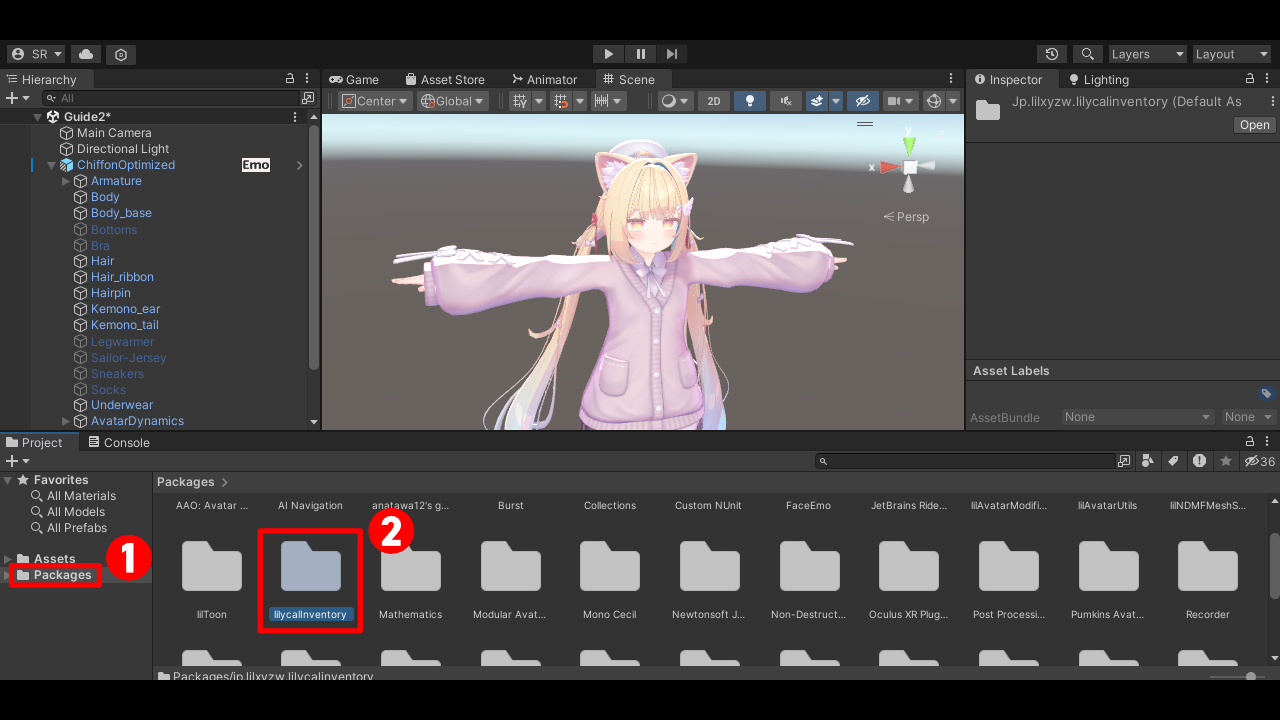 SR
Layers
Layout
Hierarchy
Game
Asset Store
Animator
Scene
Inspector
Lighting
All
Center
Global
2D
Jp.lilxyzw.lilycalinventory (Default As
Open
Guide2*
Main Camera
Directional Light
ChiffonOptimized
Emo
Armature
Body
Body_base
Bottoms
Bra
Hair
Hair_ribbon
Hairpin
Kemono_ear
Kemono_tail
Legwarmer
Sailor-Jersey
Sneakers
Socks
Underwear
AvatarDynamics
y
x
Persp
Asset Labels
AssetBundle
None
None
Project
Console
36
Favorites
All Materials
All Models
All Prefabs
Assets
Packages
1
Packages
AAO: Avatar ...
AI Navigation
anatawa12's g...
Burst
Collections
Custom NUnit
FaceEmo
JetBrains Ride...
lilAvatarModifi...
lilAvatarUtils
lilNDMFMeshS...
2
lilToon
lilycalInventory
Mathematics
Modular Avat...
Mono Cecil
Newtonsoft J...
Non-Destruct...
Oculus XR Plug...
Post Processi...
Pumkins Avat...
Recorder
Packages/jp.lilxyzw.lilycalinventory